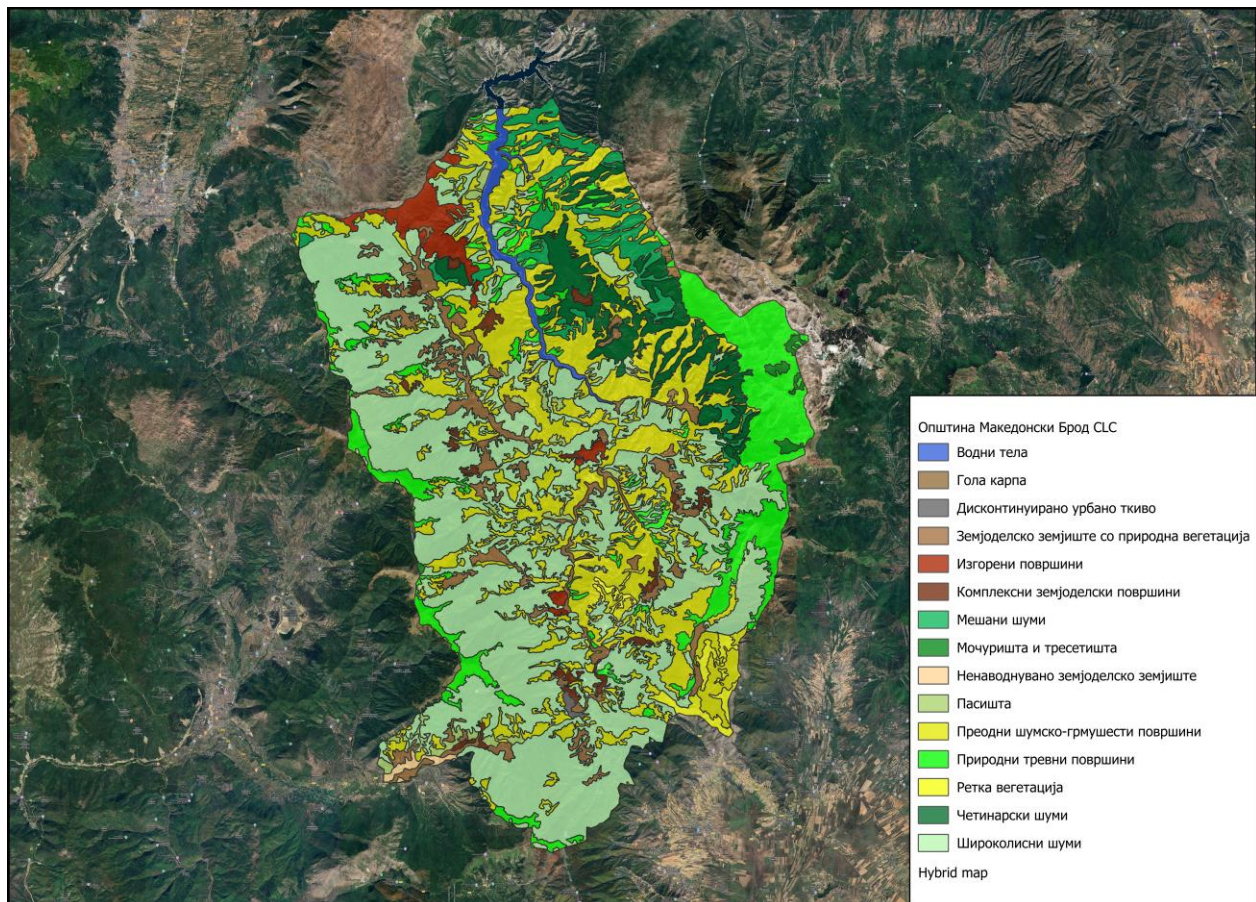 Општина Македонски Брод CLC
Водни тела
Гола карпа
Дисконтинуирано урбано ткиво
Земјоделско земјиште со природна вегетација
Изгорени површини
Комплексни земјоделски површини
Мешани шуми
Мочуришта и тресетишта
Ненаводнувано земјоделско земјиште
Пасишта
Преодни шумско-грмушести површини
Природни тревни површини
Ретка вегетација
Четинарски шуми
Широколисни шуми
Hybrid map